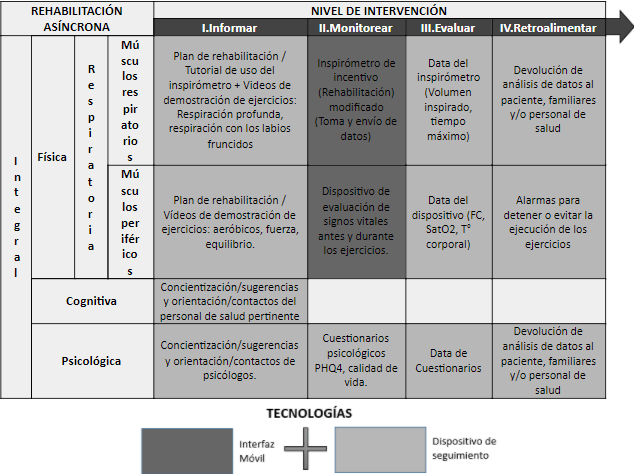 REHABILITACIÓN
ASÍNCRONA
NIVEL DE INTERVENCIÓN
I.Informar
II.Monitorear
III.Evaluar
IV.Retroalimentar
Integral
Física
Respiratoria
Músculos respiratorios
Plan de rehabilitación /
Tutorial de uso del
inspirómetro + Videos de
demostración de ejercicios:
Respiración profunda,
respiración con los labios
fruncidos
Inspirómetro de
incentivo
(Rehabilitación)
modificado
(Toma y envío de
datos)
Data del
inspirómetro
(Volumen
inspirado,
tiempo
máximo)
Devolución de
análisis de datos al
paciente, familiares
y/o personal de
salud
Músculos periféricos
Plan de rehabilitación /
Vídeos de demostración de
ejercicios: aeróbicos, fuerza,
equilibrio.
Dispositivo de
evaluación de
signos vitales
antes y durante
los ejercicios.
Data del
dispositivo (FC,
SatO2, T°
corporal)
Alarmas para
detener o evitar la
ejecución de los
ejercicios
Cognitiva
Concientización/sugerencias
y orientación/contactos del
personal de salud pertinente
Psicológica
Concientización/sugerencias
y orientación/contactos de
psicólogos.
Cuestionarios
psicológicos
PHQ4, calidad de
vida.
Data de
Cuestionarios
Devolución de
análisis de datos al
paciente, familiares
y/o personal de
salud
TECNOLOGÍAS
Interfaz
Móvil
Dispositivo de
seguimiento